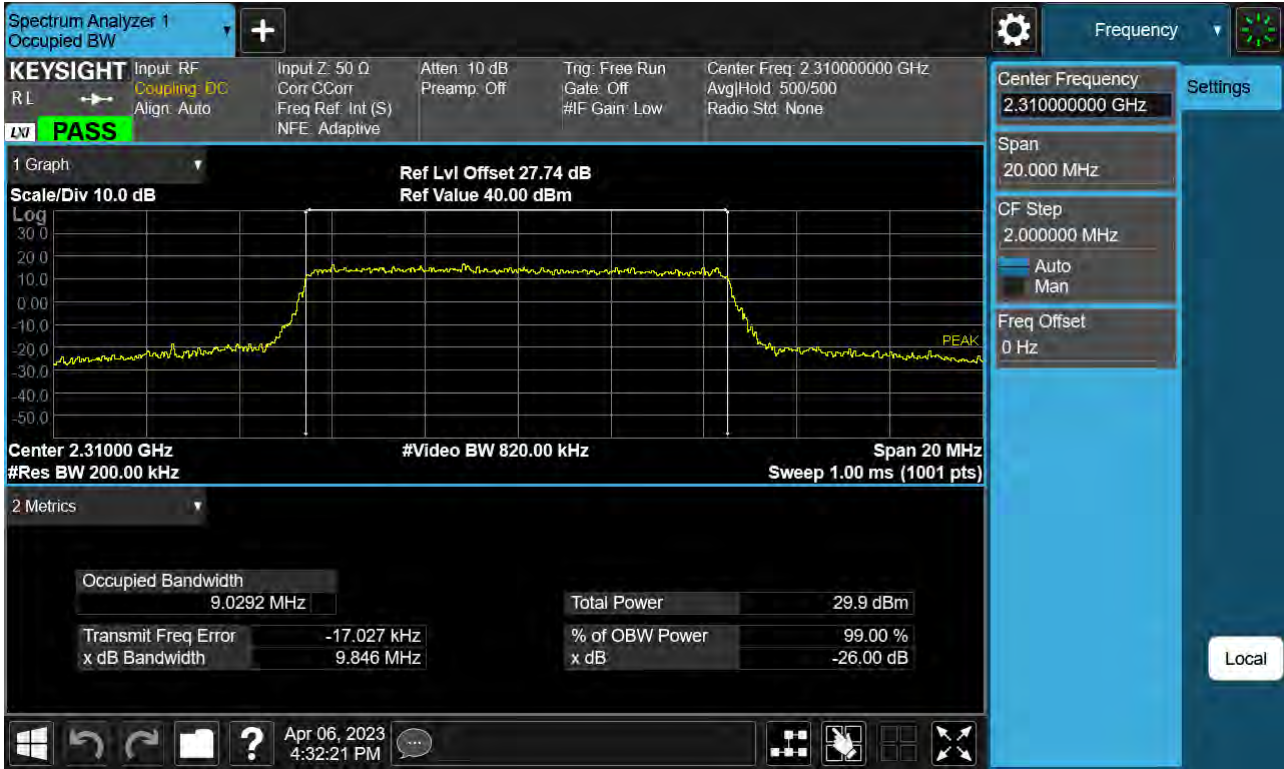 Spectrum Analyzer 1
Occupied BW
Frequency
KEYSIGHT
R L
LXI
PASS
Input: RF
Coupling: DC
Align: Auto
Input Z: 50 Ω
Corr CCorr
Freq Ref: Int (S)
NFE: Adaptive
Atten: 10 dB
Preamp: Off
Trig: Free Run
Gate: Off
#IF Gain: Low
Center Freq: 2.310000000 GHz
Avg|Hold: 500/500
Radio Std: None
1 Graph
Scale/Div 10.0 dB
Ref Lvl Offset 27.74 dB
Ref Value 40.00 dBm
Log
30.0
20.0
10.0
0.00
-10.0
-20.0
-30.0
-40.0
-50.0
PEAK
Center 2.31000 GHz
#Video BW 820.00 kHz
Span 20 MHz
#Res BW 200.00 kHz
Sweep 1.00 ms (1001 pts)
2 Metrics
Occupied Bandwidth
9.0292 MHz
Transmit Freq Error -17.027 kHz
x dB Bandwidth 9.846 MHz
Total Power 29.9 dBm
% of OBW Power 99.00 %
x dB -26.00 dB
Apr 06, 2023
4:32:21 PM
?
Center Frequency
2.310000000 GHz
Span
20.000 MHz
CF Step
2.000000 MHz
Auto
Man
Freq Offset
0 Hz
Settings
Local